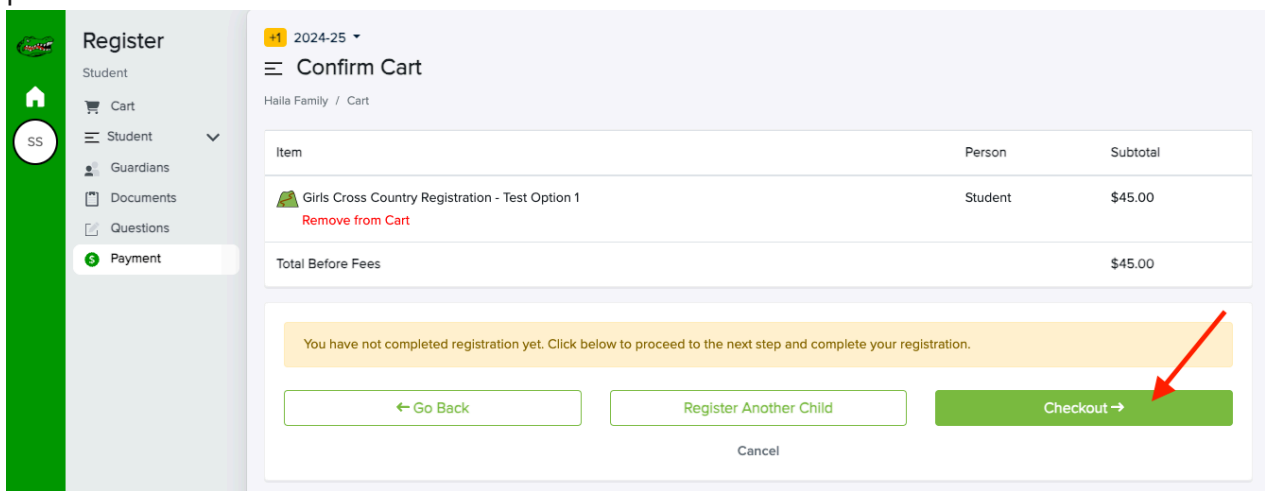 Register
Student
Cart
Student
Guardians
Documents
Questions
Payment
SS
+1 2024-25
Confirm Cart
Haila Family / Cart
Item Person Subtotal
Girls Cross Country Registration - Test Option 1 Student $45.00
Remove from Cart
Total Before Fees $45.00
You have not completed registration yet. Click below to proceed to the next step and complete your registration.
← Go Back Register Another Child Checkout →
Cancel